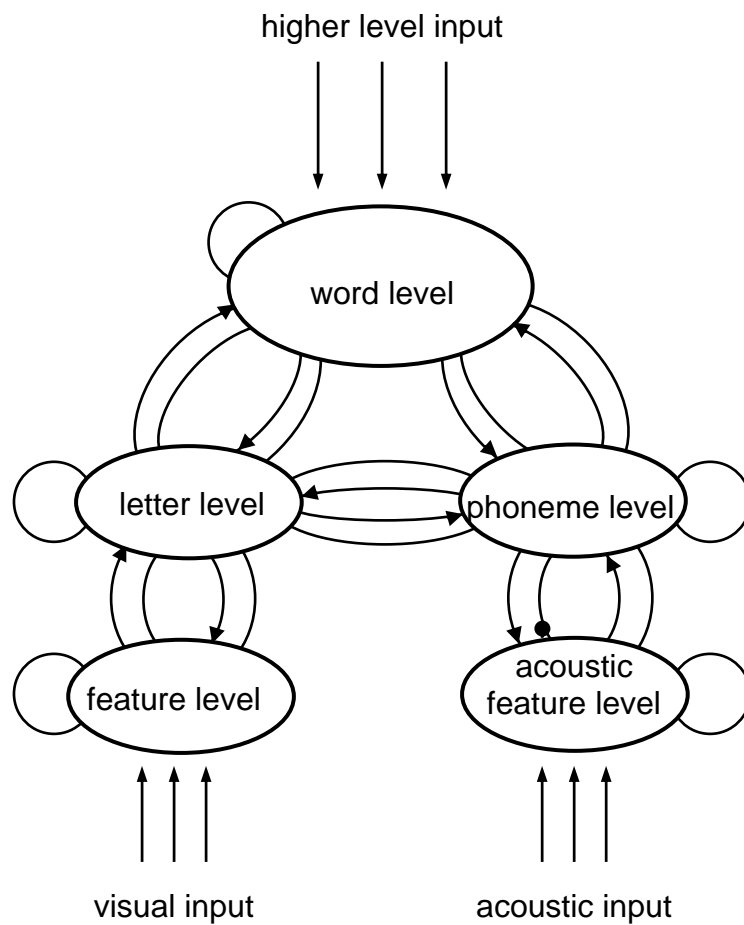 higher level input
word level
letter level
phoneme level
feature level
acoustic
feature level
visual input
acoustic input